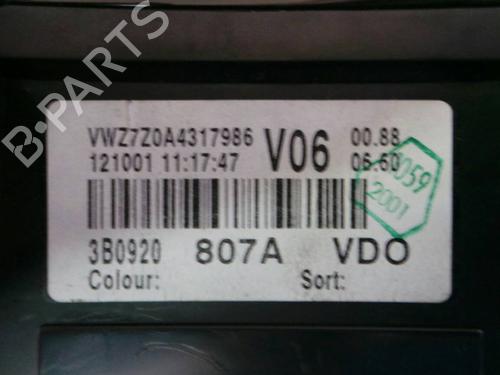 VWZ7Z0A4317986 V06 00.88
121001 11:17:47 06.60
3B0920 807A VDO
Colour: Sort:
059
2001
B-PARTS